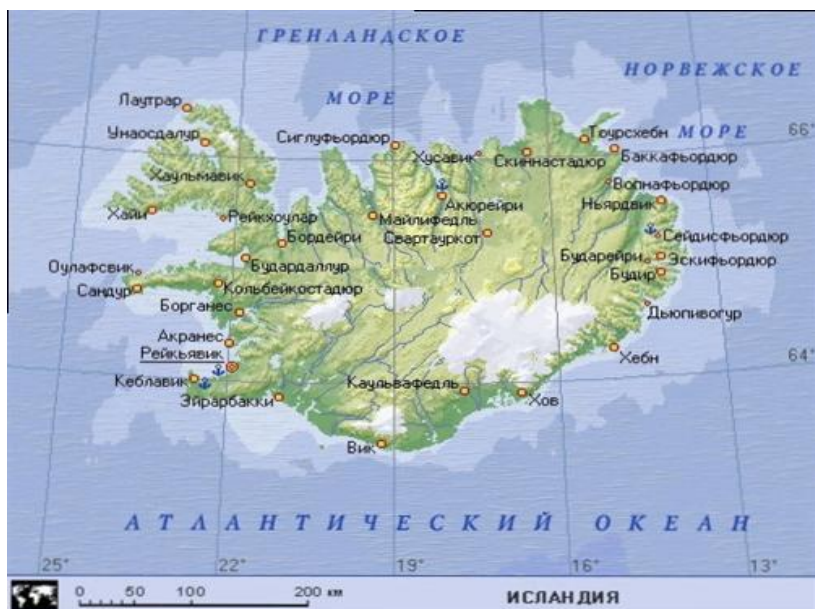 ГРЕНЛАНДСКОЕ
МОРЕ
НОРВЕЖСКОЕ
МОРЕ
66°
Лаутрар
Унаосдалур
Сиглуфьордюр
Хусавик
Скиннастадюр
Тоурсхебн
Баккафьордюр
Хаульмавик
Вопнафьордюр
Акюрейри
Ньярдвик
Хайи
Рейкхоулар
Майлифедль
Свартауркот
Сейдисфьордюр
Бордейри
Бударейри
Эскифьордюр
Оулафсвик
Будардаллур
Будир
Сандур
Кольбейкостадюр
Борганес
Дьюпивогур
Акранес
Рейкьявик
Хебн
64°
Кеблавик
Каульвафедль
Эйрарбакки
Хов
Вик
АТЛАНТИЧЕСКИЙ ОКЕАН
25° 22° 19° 16° 13°
0 50 100 200 км
ИСЛАНДИЯ